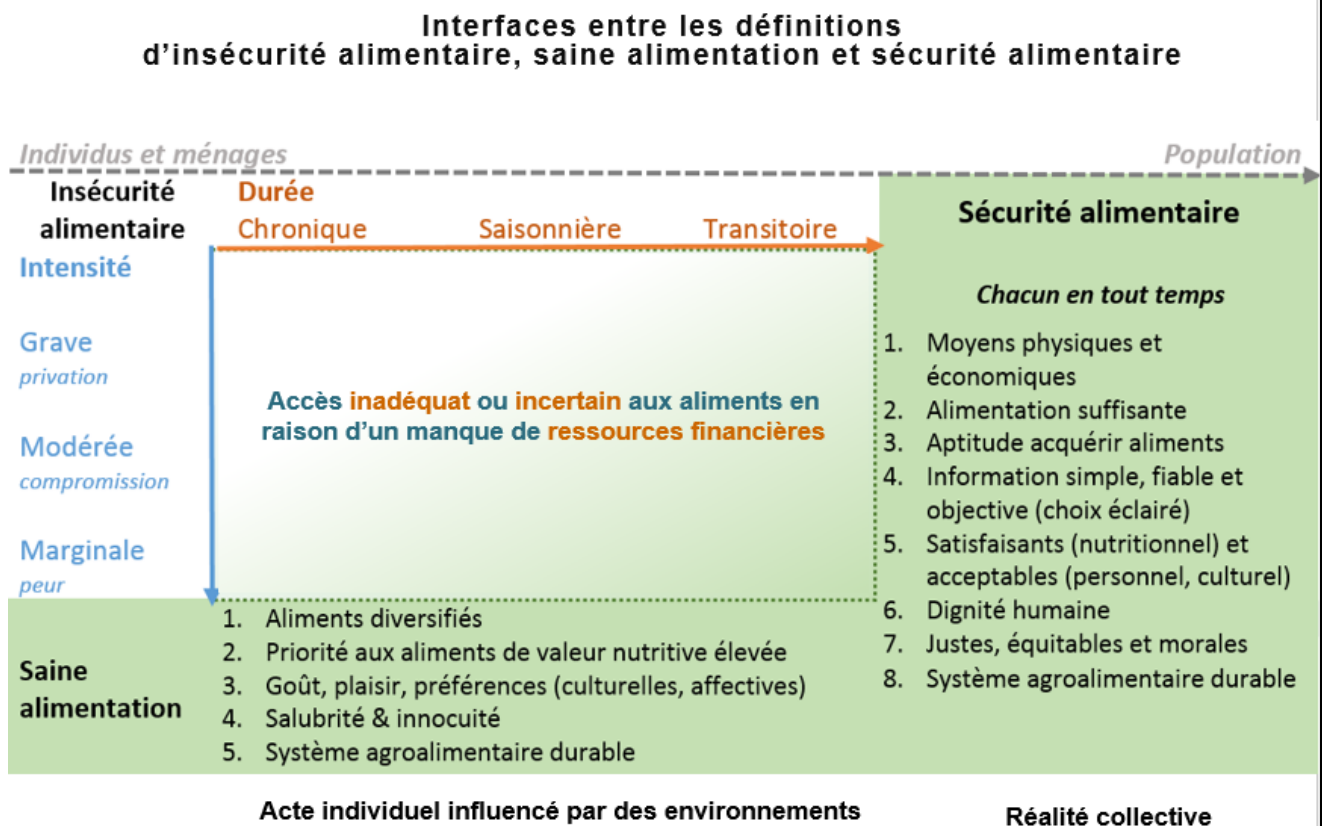 Interfaces entre les définitions
d'insécurité alimentaire, saine alimentation et sécurité alimentaire
Individus et ménages
Population
Insécurité
alimentaire
Durée
Chronique
Saisonnière
Transitoire
Intensité
Grave
privation
Modérée
compromission
Marginale
peur
Accès inadéquat ou incertain aux aliments en
raison d'un manque de ressources financières
Sécurité alimentaire
Chacun en tout temps
1. Moyens physiques et
économiques
2. Alimentation suffisante
3. Aptitude acquérir aliments
4. Information simple, fiable et
objective (choix éclairé)
5. Satisfaisants (nutritionnel) et
acceptables (personnel, culturel)
6. Dignité humaine
7. Justes, équitables et morales
8. Système agroalimentaire durable
Saine
alimentation
1. Aliments diversifiés
2. Priorité aux aliments de valeur nutritive élevée
3. Goût, plaisir, préférences (culturelles, affectives)
4. Salubrité & innocuité
5. Système agroalimentaire durable
Acte individuel influencé par des environnements
Réalité collective